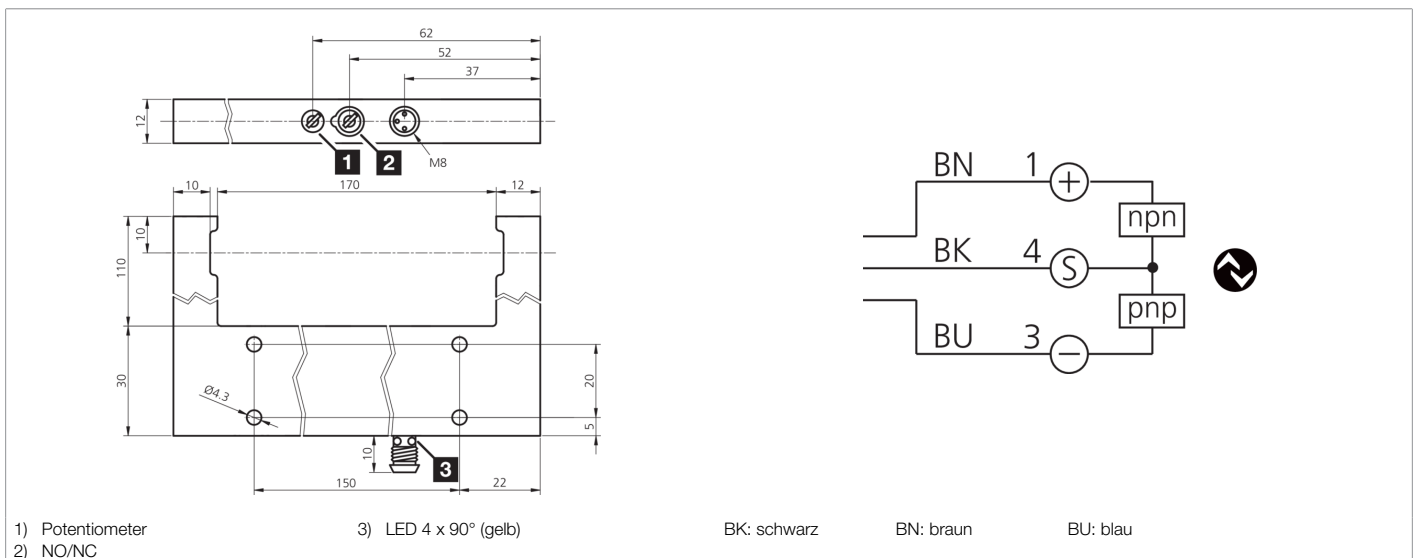 62
52
37
12
1
2
M8
10
170
12
10
110
30
Ø4.3
20
5
10
3
150
22
BN 1 +
npn
BK 4 S
pnp
BU 3 −
1) Potentiometer
2) NO/NC
3) LED 4 x 90° (gelb)
BK: schwarz
BN: braun
BU: blau